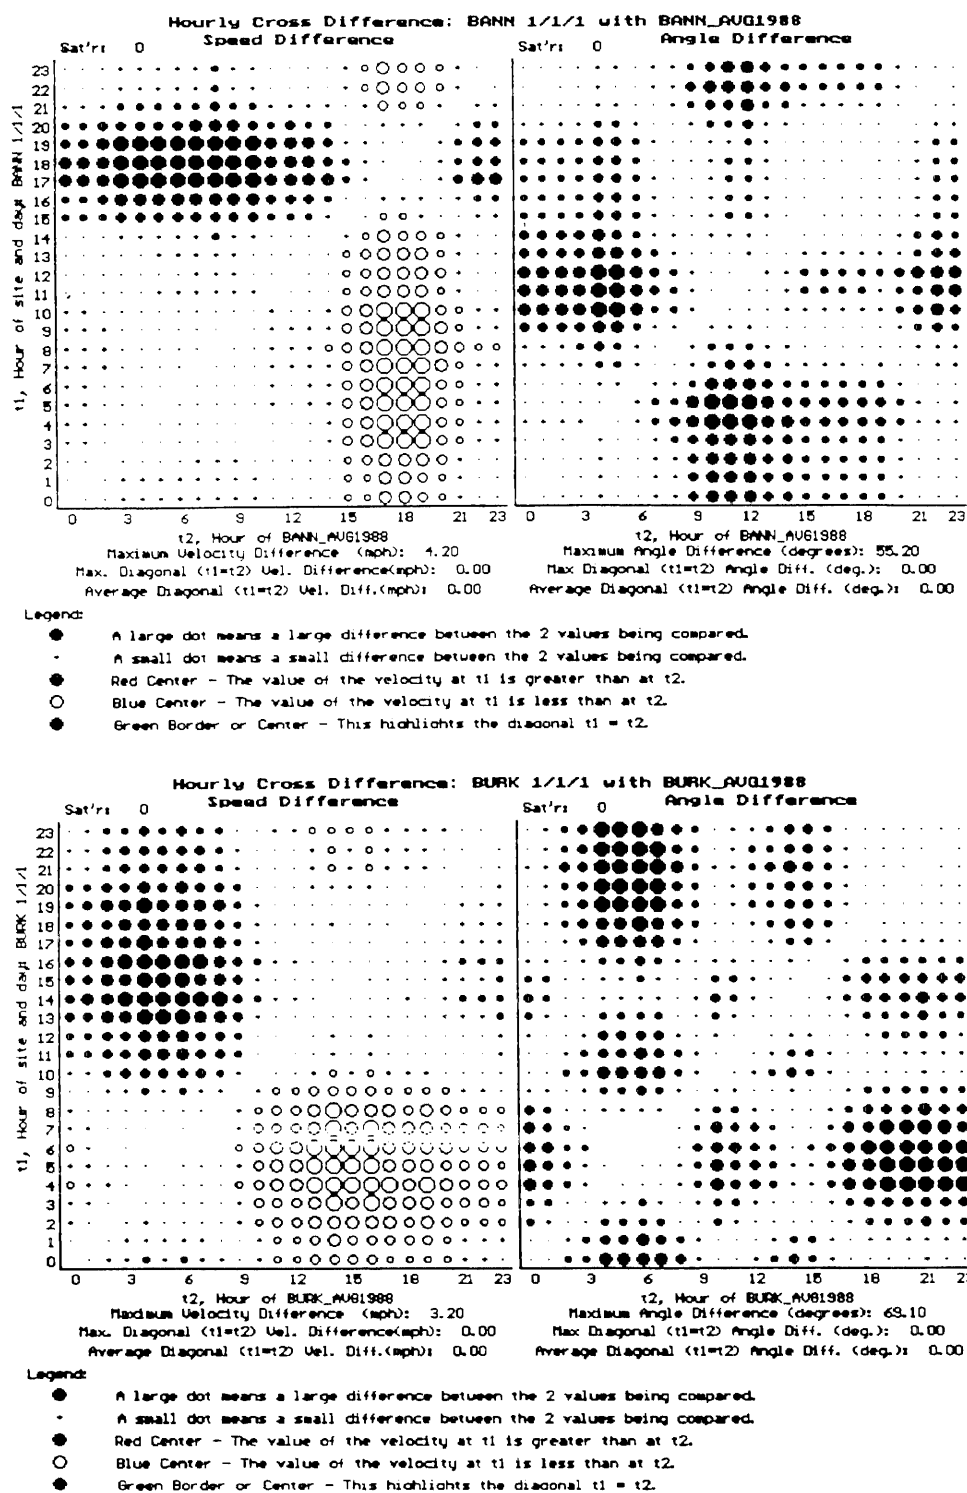 Hourly Cross Difference: BANN 1/1/1 with BANN_AVG1988
Sat'r: 0 Speed Difference 0 Angle Difference
t1, Hour of site and day: BANN 1/1/1
23
22
21
20
19
18
17
16
15
14
13
12
11
10
9
8
7
6
5
4
3
2
1
0
0 3 6 9 12 15 18 21 23
0 3 6 9 12 15 18 21 23
t2, Hour of BANN_AVG1988
t2, Hour of BANN_AVG1988
Maximum Velocity Difference (mph): 4.20
Maximum Angle Difference (degrees): 55.20
Max. Diagonal (t1=t2) Vel. Difference(mph): 0.00
Max Diagonal (t1=t2) Angle Diff. (deg.): 0.00
Average Diagonal (t1=t2) Vel. Diff.(mph): 0.00
Average Diagonal (t1=t2) Angle Diff. (deg.): 0.00
Legend:
A large dot means a large difference between the 2 values being compared.
A small dot means a small difference between the 2 values being compared.
Red Center - The value of the velocity at t1 is greater than at t2.
Blue Center - The value of the velocity at t1 is less than at t2.
Green Border or Center - This highlights the diagonal t1 = t2.
Hourly Cross Difference: BURK 1/1/1 with BURK_AVG1988
Sat'r: 0 Speed Difference 0 Angle Difference
t1, Hour of site and day: BURK 1/1/1
23
22
21
20
19
18
17
16
15
14
13
12
11
10
9
8
7
6
5
4
3
2
1
0
0 3 6 9 12 15 18 21 23
0 3 6 9 12 15 18 21
t2, Hour of BURK_AVG1988
t2, Hour of BURK_AVG1988
Maximum Velocity Difference (mph): 3.20
Maximum Angle Difference (degrees): 69.10
Max. Diagonal (t1=t2) Vel. Difference(mph): 0.00
Max Diagonal (t1=t2) Angle Diff. (deg.): 0.00
Average Diagonal (t1=t2) Vel. Diff.(mph): 0.00
Average Diagonal (t1=t2) Angle Diff. (deg.): 0.00
Legend:
A large dot means a large difference between the 2 values being compared.
A small dot means a small difference between the 2 values being compared.
Red Center - The value of the velocity at t1 is greater than at t2.
Blue Center - The value of the velocity at t1 is less than at t2.
Green Border or Center - This highlights the diagonal t1 = t2.